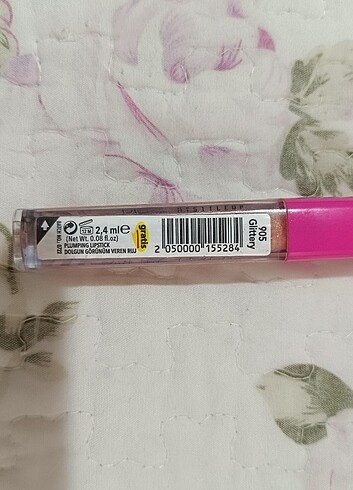 2,4 ml℮
12 M
(Net Wt. 0.08 fl.oz)
PLUMPING LIPSTICK
DOLGUN GÖRÜNÜM VEREN RUJ
gratis
2 050000 155284
905
Glittery